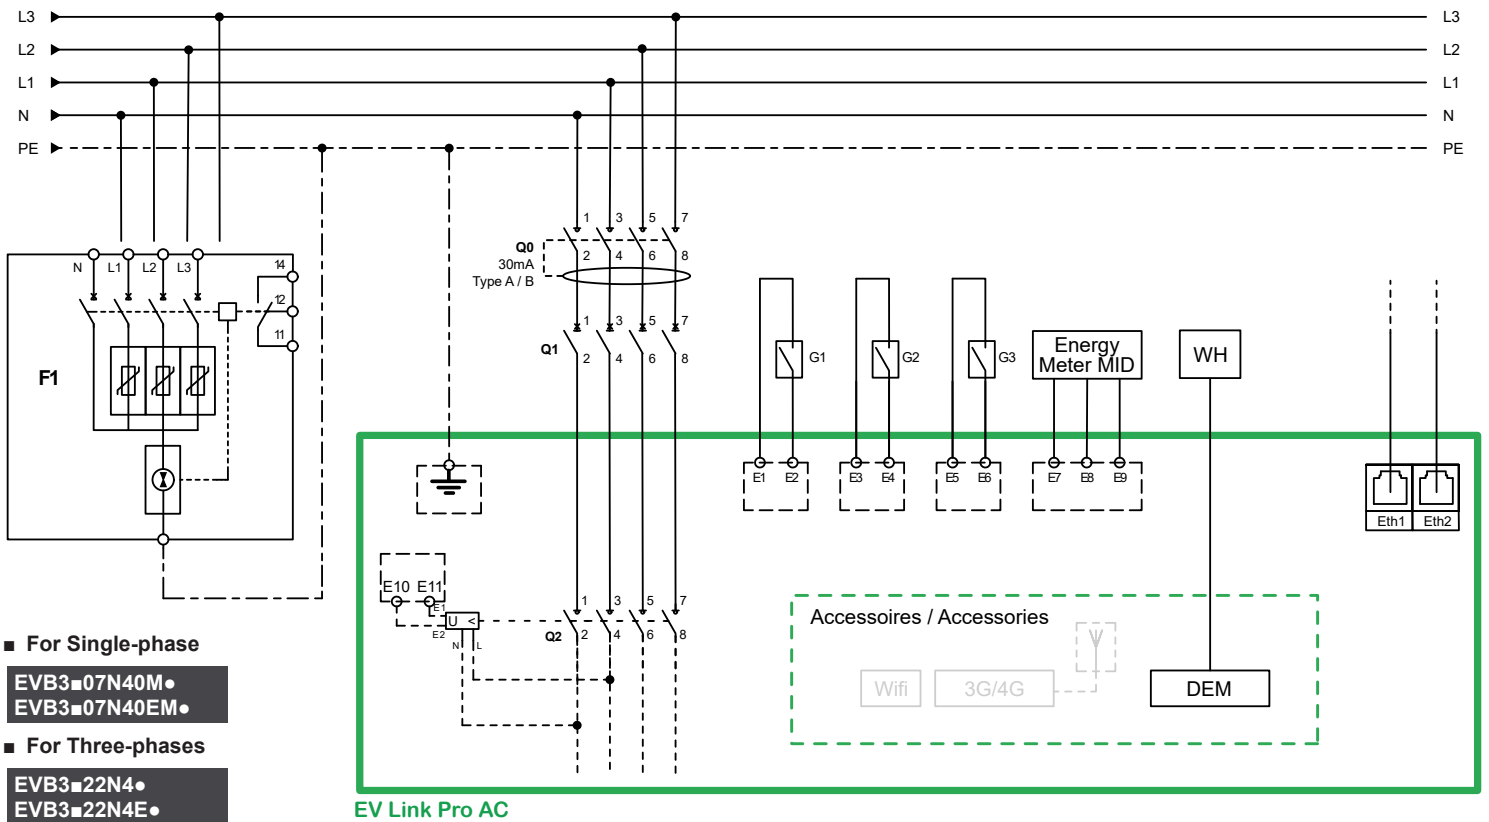 L3 L3
L2 L2
L1 L1
N N
PE PE
1 3 5 7
Q0
30mA
Type A / B
2 4 6 8
N L1 L2 L3 14
12
11
F1
1 3 5 7
Q1
2 4 6 8
G1
G2
G3
Energy
Meter MID
WH
E1 E2
E3 E4
E5 E6
E7 E8 E9
Eth1 Eth2
E10 E11
E1
U <
E2
N L
1 3 5 7
Q2
2 4 6 8
Accessoires / Accessories
Wifi
3G/4G
DEM
■ For Single-phase
EVB3■07N40M●
EVB3■07N40EM●
■ For Three-phases
EVB3■22N4●
EVB3■22N4E●
EV Link Pro AC